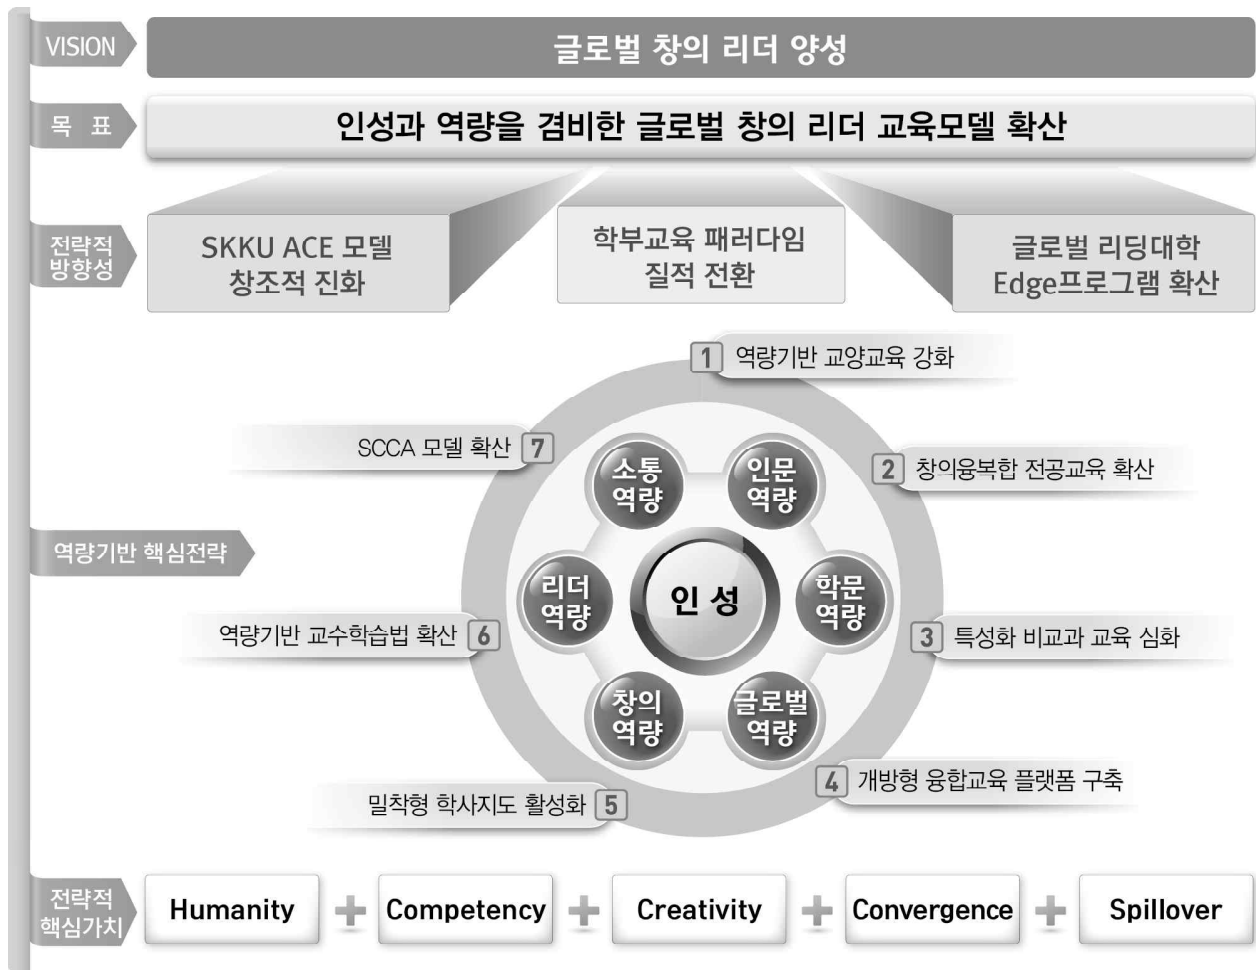 VISION
글로벌 창의 리더 양성
목 표
인성과 역량을 겸비한 글로벌 창의 리더 교육모델 확산
전략적
방향성
SKKU ACE 모델
창조적 진화
학부교육 패러다임
질적 전환
글로벌 리딩대학
Edge프로그램 확산
역량기반 핵심전략
1 역량기반 교양교육 강화
2 창의융복합 전공교육 확산
3 특성화 비교과 교육 심화
4 개방형 융합교육 플랫폼 구축
밀착형 학사지도 활성화 5
역량기반 교수학습법 확산 6
SCCA 모델 확산 7
소통
역량
인문
역량
리더
역량
인 성
학문
역량
창의
역량
글로벌
역량
전략적
핵심가치
Humanity + Competency + Creativity + Convergence + Spillover